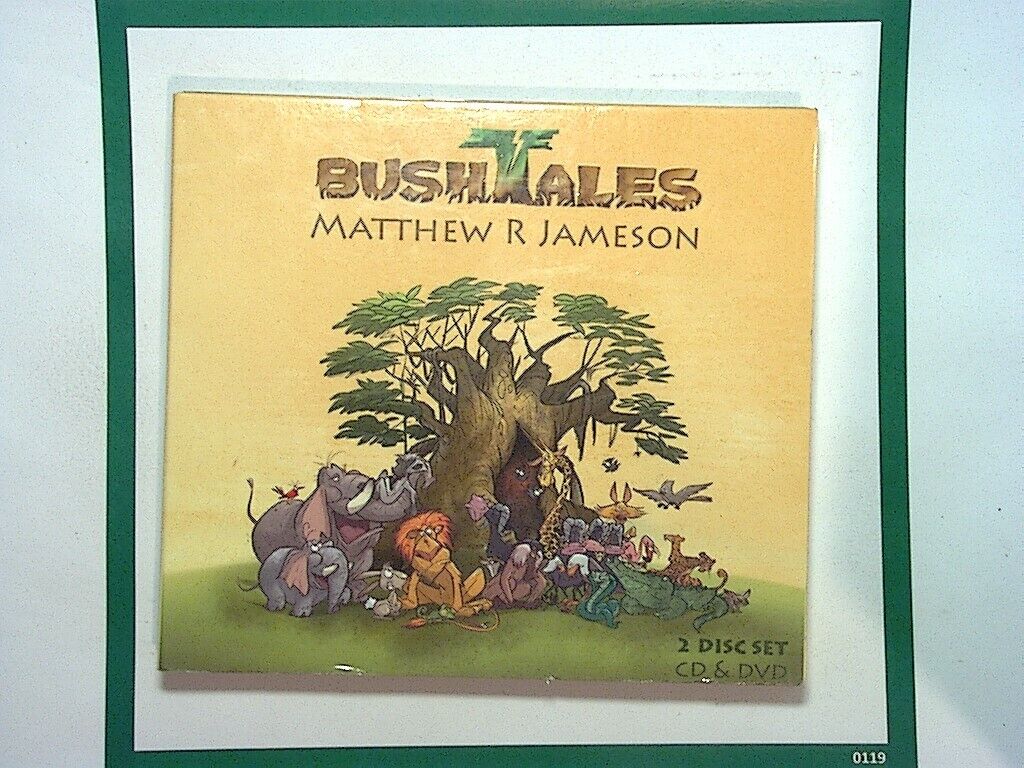 BUSHTALES
MATTHEW R JAMESON
2 DISC SET
CD & DVD
0119